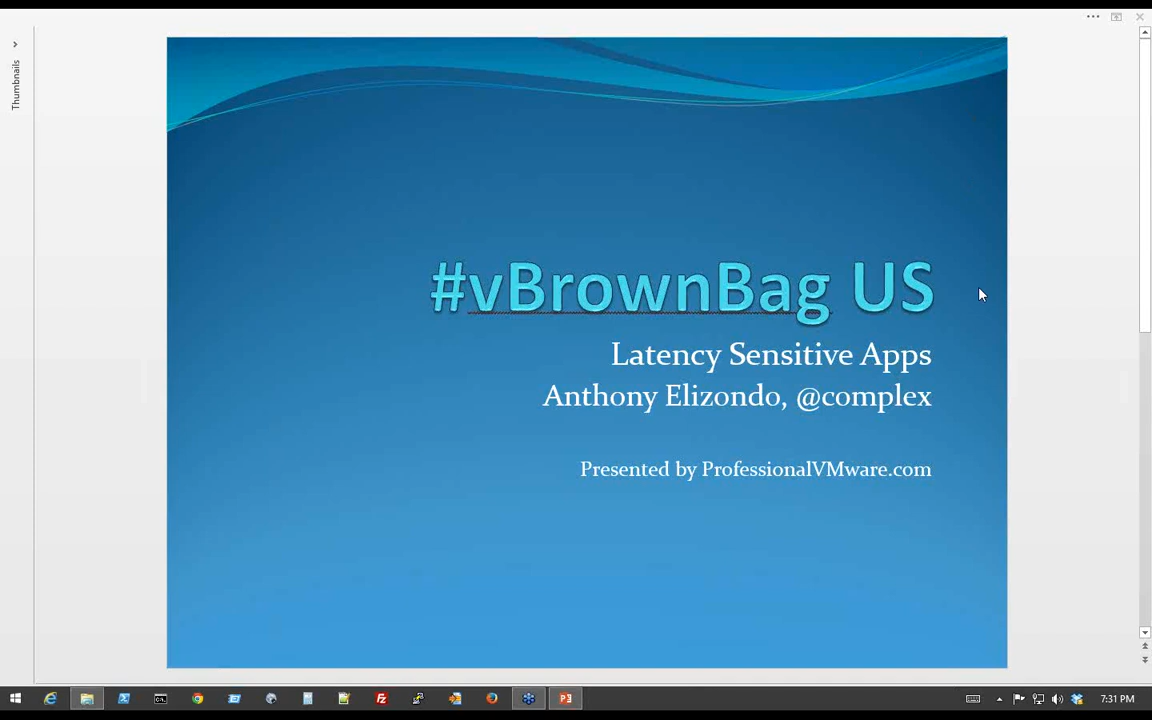 Thumbnails
#vBrownBag US
Latency Sensitive Apps
Anthony Elizondo, @complex
Presented by ProfessionalVMware.com
7:31 PM